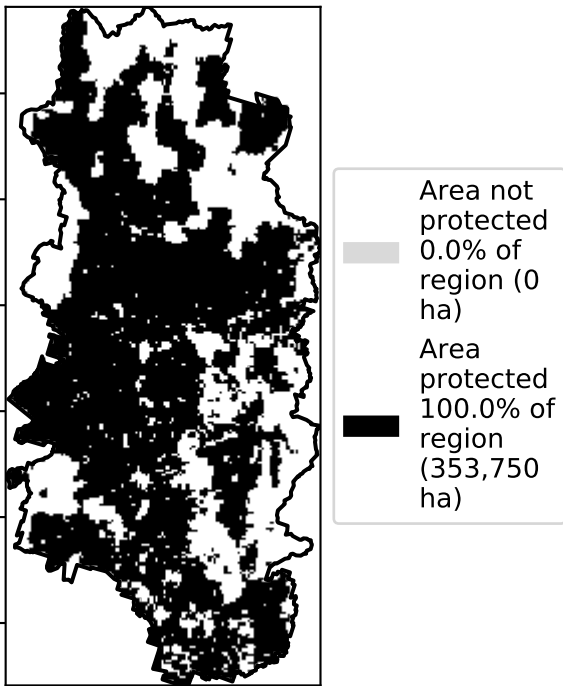 Area not
protected
0.0% of
region (0
ha)
Area
protected
100.0% of
region
(353,750
ha)